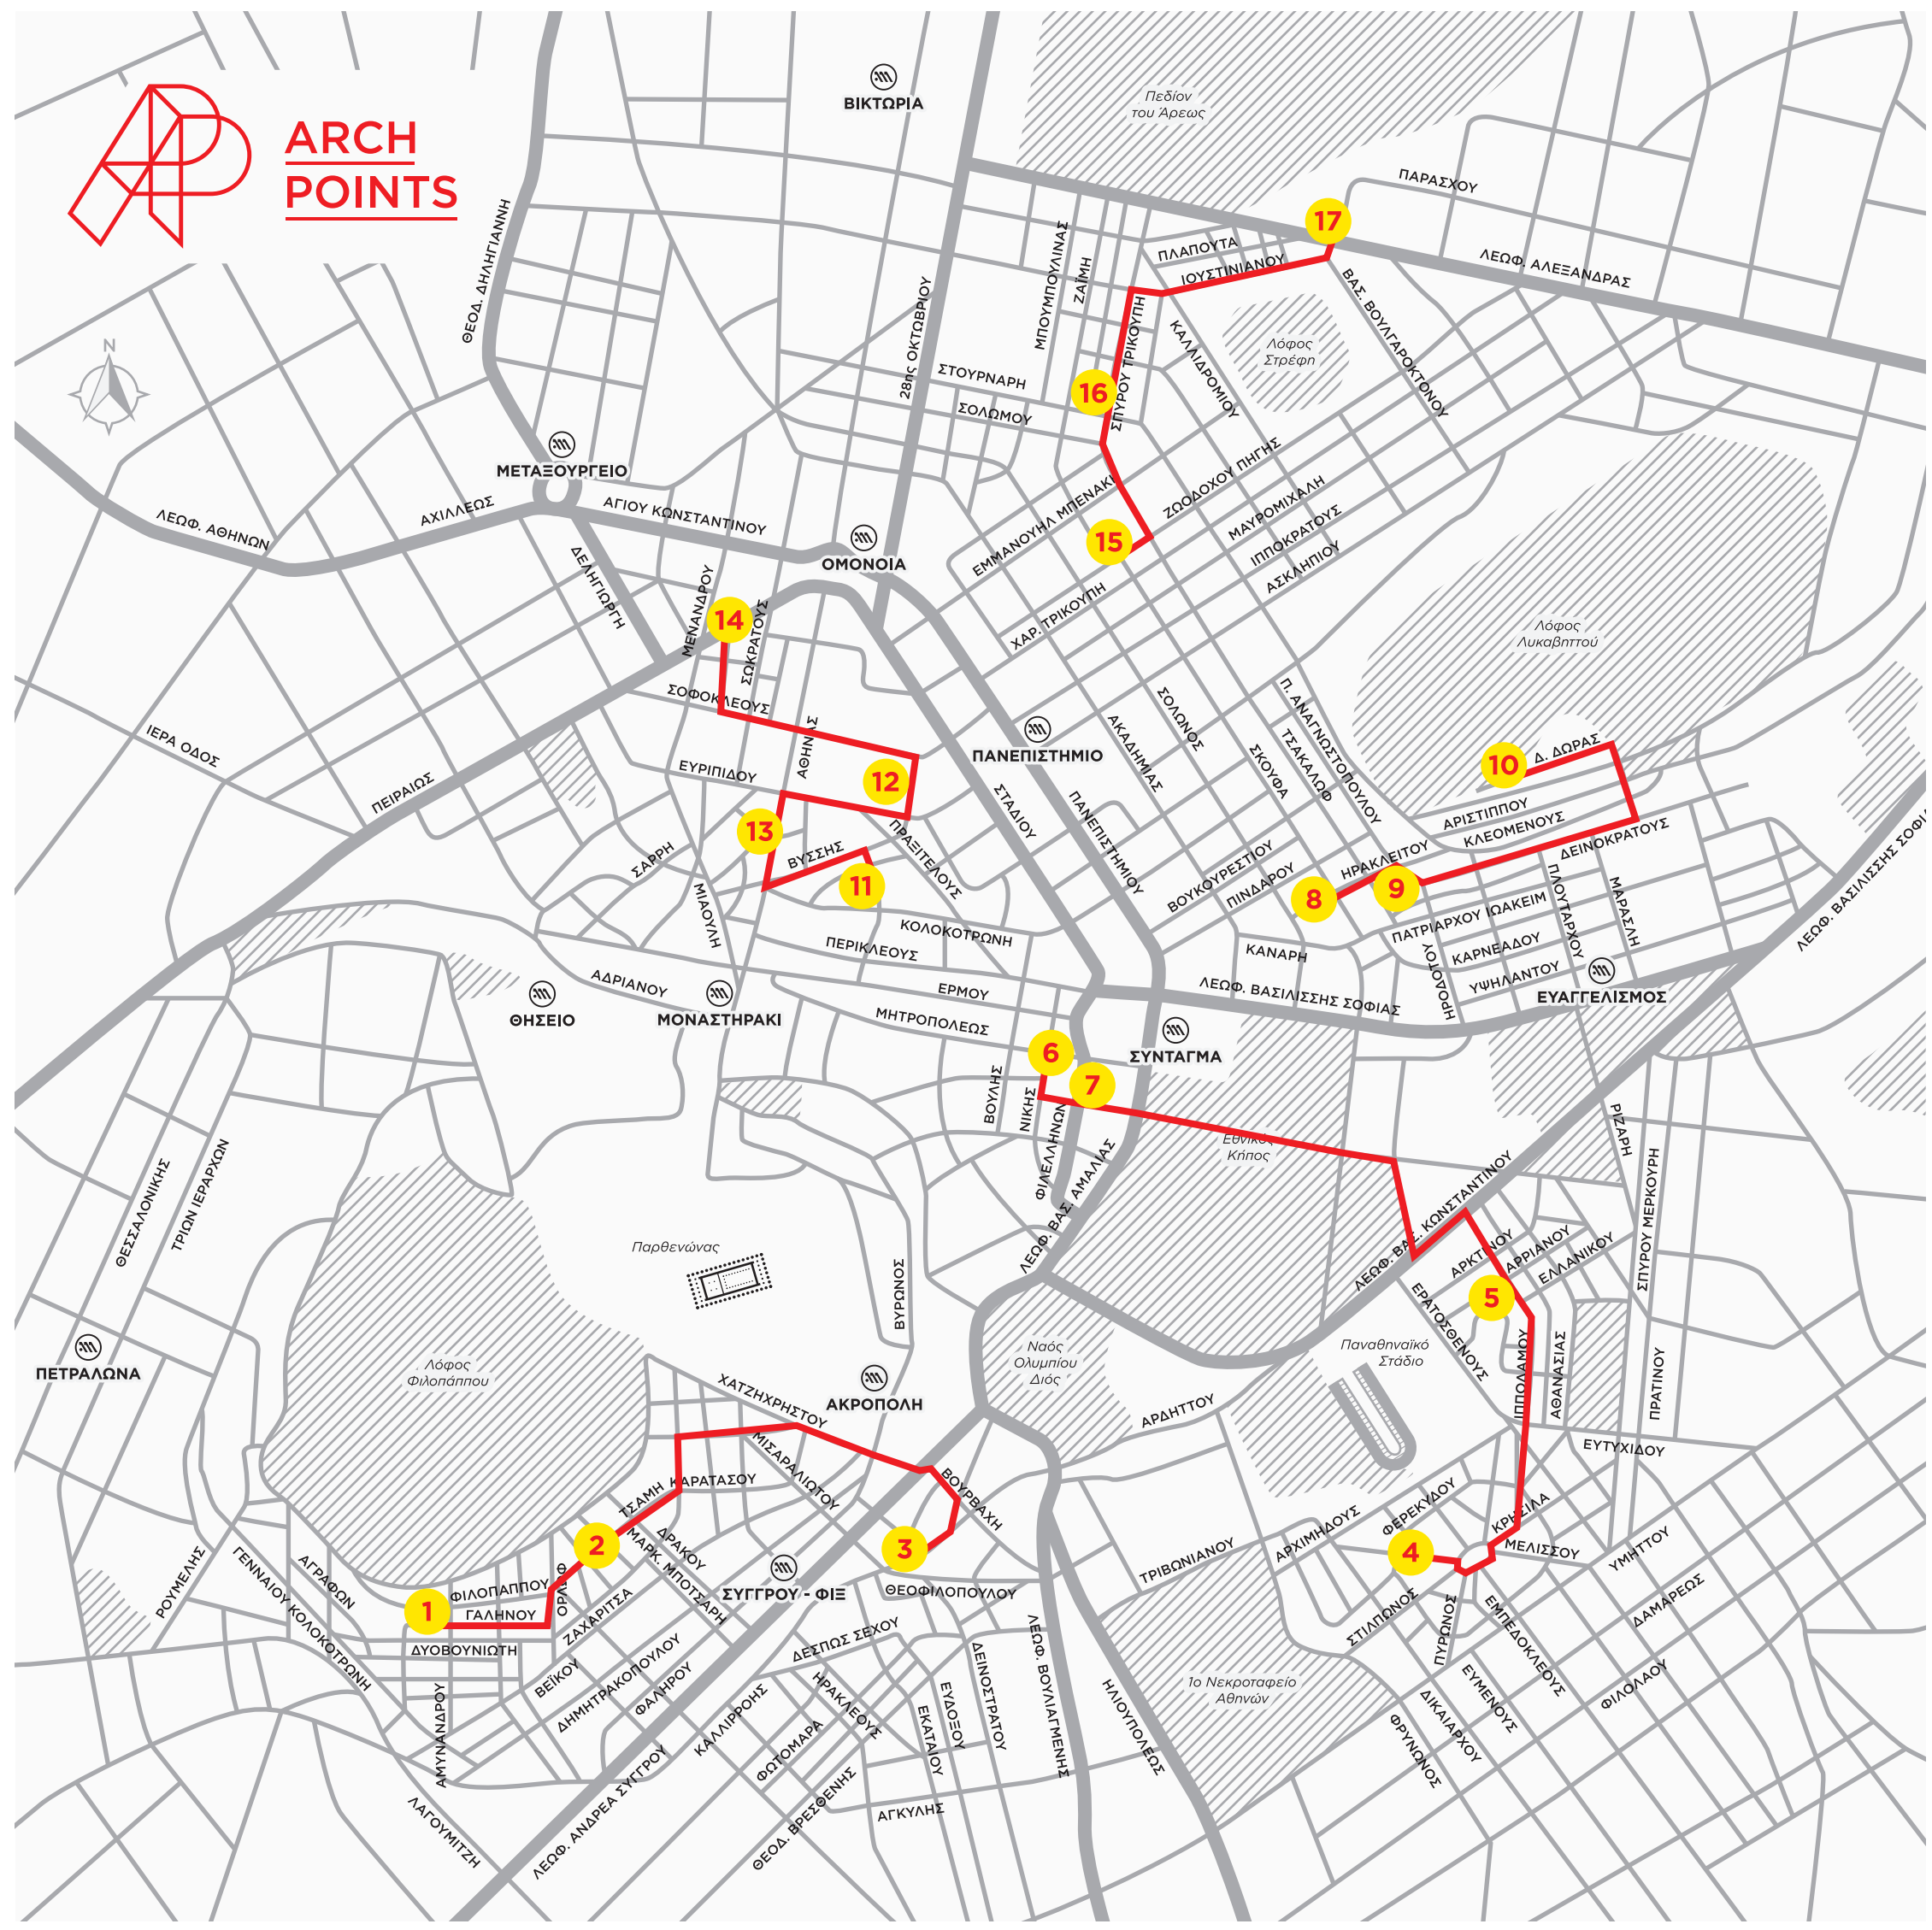 ARCH
POINTS
N
ΒΙΚΤΩΡΙΑ
Πεδίον
του Άρεως
17
ΠΑΡΑΣΧΟΥ
ΛΕΩΦ. ΑΛΕΞΑΝΔΡΑΣ
ΠΛΑΠΟΥΤΑ
ΙΟΥΣΤΙΝΙΑΝΟΥ
ΒΑΣ. ΒΟΥΛΓΑΡΟΚΤΟΝΟΥ
ΘΕΟΔ. ΔΗΛΗΓΙΑΝΝΗ
28ης ΟΚΤΩΒΡΙΟΥ
ΜΠΟΥΜΠΟΥΛΙΝΑΣ
ΖΑΪΜΗ
ΣΠΥΡΟΥ ΤΡΙΚΟΥΠΗ
ΚΑΛΛΙΔΡΟΜΙΟΥ
Λόφος
Στρέφη
ΣΤΟΥΡΝΑΡΗ
ΣΟΛΩΜΟΥ
16
ΜΕΤΑΞΟΥΡΓΕΙΟ
ΛΕΩΦ. ΑΘΗΝΩΝ
ΑΧΙΛΛΕΩΣ
ΑΓΙΟΥ ΚΩΝΣΤΑΝΤΙΝΟΥ
ΟΜΟΝΟΙΑ
ΔΕΛΗΓΙΩΡΓΗ
ΕΜΜΑΝΟΥΗΛ ΜΠΕΝΑΚΗ
15
ΖΩΟΔΟΧΟΥ ΠΗΓΗΣ
ΜΑΥΡΟΜΙΧΑΛΗ
ΙΠΠΟΚΡΑΤΟΥΣ
ΑΣΚΛΗΠΙΟΥ
ΧΑΡ. ΤΡΙΚΟΥΠΗ
ΜΕΝΑΝΔΡΟΥ
14
ΣΩΚΡΑΤΟΥΣ
ΣΟΦΟΚΛΕΟΥΣ
Λόφος
Λυκαβηττού
ΙΕΡΑ ΟΔΟΣ
ΠΕΙΡΑΙΩΣ
ΕΥΡΙΠΙΔΟΥ
ΑΘΗΝΑΣ
12
ΠΑΝΕΠΙΣΤΗΜΙΟ
ΣΤΑΔΙΟΥ
ΠΑΝΕΠΙΣΤΗΜΙΟΥ
ΑΚΑΔΗΜΙΑΣ
ΣΟΛΩΝΟΣ
ΣΚΟΥΦΑ
ΤΣΑΚΑΛΩΦ
Π. ΑΝΑΓΝΩΣΤΟΠΟΥΛΟΥ
10
Δ. ΔΩΡΑΣ
ΑΡΙΣΤΙΠΠΟΥ
ΚΛΕΟΜΕΝΟΥΣ
ΔΕΙΝΟΚΡΑΤΟΥΣ
13
ΣΑΡΡΗ
ΒΥΣΣΗΣ
11
ΠΡΑΞΙΤΕΛΟΥΣ
ΜΙΑΟΥΛΗ
ΚΟΛΟΚΟΤΡΩΝΗ
ΠΕΡΙΚΛΕΟΥΣ
ΒΟΥΚΟΥΡΕΣΤΙΟΥ
ΠΙΝΔΑΡΟΥ
8
ΗΡΑΚΛΕΙΤΟΥ
9
ΠΑΤΡΙΑΡΧΟΥ ΙΩΑΚΕΙΜ
ΚΑΡΝΕΑΔΟΥ
ΥΨΗΛΑΝΤΟΥ
ΠΛΟΥΤΑΡΧΟΥ
ΜΑΡΑΣΛΗ
ΗΡΟΔΟΤΟΥ
ΚΑΝΑΡΗ
ΛΕΩΦ. ΒΑΣΙΛΙΣΣΗΣ ΣΟΦΙΑΣ
ΛΕΩΦ. ΒΑΣΙΛΙΣΣΗΣ ΣΟΦΙ
ΕΥΑΓΓΕΛΙΣΜΟΣ
ΑΔΡΙΑΝΟΥ
ΘΗΣΕΙΟ
ΜΟΝΑΣΤΗΡΑΚΙ
ΕΡΜΟΥ
ΜΗΤΡΟΠΟΛΕΩΣ
ΣΥΝΤΑΓΜΑ
6
7
ΒΟΥΛΗΣ
ΝΙΚΗΣ
ΦΙΛΕΛΛΗΝΩΝ
ΛΕΩΦ. ΒΑΣ. ΑΜΑΛΙΑΣ
Εθνικός
Κήπος
ΡΙΖΑΡΗ
ΣΠΥΡΟΥ ΜΕΡΚΟΥΡΗ
ΛΕΩΦ. ΒΑΣ. ΚΩΝΣΤΑΝΤΙΝΟΥ
ΑΡΚΤΙΝΟΥ
ΑΡΡΙΑΝΟΥ
ΕΛΛΑΝΙΚΟΥ
5
ΕΡΑΤΟΣΘΕΝΟΥΣ
ΙΠΠΟΔΑΜΟΥ
ΑΘΑΝΑΣΙΑΣ
ΠΡΑΤΙΝΟΥ
ΕΥΤΥΧΙΔΟΥ
ΘΕΣΣΑΛΟΝΙΚΗΣ
ΤΡΙΩΝ ΙΕΡΑΡΧΩΝ
ΠΕΤΡΑΛΩΝΑ
Παρθενώνας
ΒΥΡΩΝΟΣ
Λόφος
Φιλοπάππου
ΑΚΡΟΠΟΛΗ
Ναός
Ολυμπίου
Διός
Παναθηναϊκό
Στάδιο
ΑΡΔΗΤΤΟΥ
ΧΑΤΖΗΧΡΗΣΤΟΥ
ΜΙΣΑΡΑΛΙΩΤΟΥ
ΤΣΑΜΗ ΚΑΡΑΤΑΣΟΥ
2
ΒΟΥΡΒΑΧΗ
3
ΔΡΑΚΟΥ
ΜΑΡΚ. ΜΠΟΤΣΑΡΗ
ΣΥΓΓΡΟΥ - ΦΙΞ
ΘΕΟΦΙΛΟΠΟΥΛΟΥ
ΤΡΙΒΩΝΙΑΝΟΥ
ΑΡΧΙΜΗΔΟΥΣ
ΦΕΡΕΚΥΔΟΥ
4
ΚΡΗΣΙΛΑ
ΜΕΛΙΣΣΟΥ
ΥΜΗΤΤΟΥ
ΔΑΜΑΡΕΩΣ
ΣΤΙΛΠΩΝΟΣ
ΠΥΡΩΝΟΣ
ΕΜΠΕΔΟΚΛΕΟΥΣ
ΕΥΜΕΝΟΥΣ
ΔΙΚΑΙΑΡΧΟΥ
ΦΡΥΝΩΝΟΣ
ΦΙΛΟΛΑΟΥ
ΡΟΥΜΕΛΗΣ
ΓΕΝΝΑΙΟΥ ΚΟΛΟΚΟΤΡΩΝΗ
ΑΓΡΑΦΩΝ
1
ΦΙΛΟΠΑΠΠΟΥ
ΓΑΛΗΝΟΥ
ΟΡΛΩΦ
ΔΥΟΒΟΥΝΙΩΤΗ
ΖΑΧΑΡΙΤΣΑ
ΒΕΪΚΟΥ
ΔΗΜΗΤΡΑΚΟΠΟΥΛΟΥ
ΦΑΛΗΡΟΥ
ΑΜΥΝΑΝΔΡΟΥ
ΛΑΓΟΥΜΙΤΖΗ
ΛΕΩΦ. ΑΝΔΡΕΑ ΣΥΓΓΡΟΥ
ΔΕΣΠΩΣ ΣΕΧΟΥ
ΚΑΛΛΙΡΡΟΗΣ
ΗΡΑΚΛΕΟΥΣ
ΦΩΤΟΜΑΡΑ
ΘΕΟΔ. ΒΡΕΣΘΕΝΗΣ
ΕΚΑΤΑΙΟΥ
ΕΥΔΟΞΟΥ
ΔΕΙΝΟΣΤΡΑΤΟΥ
ΑΓΚΥΛΗΣ
ΛΕΩΦ. ΒΟΥΛΙΑΓΜΕΝΗΣ
ΗΛΙΟΥΠΟΛΕΩΣ
1ο Νεκροταφείο
Αθηνών